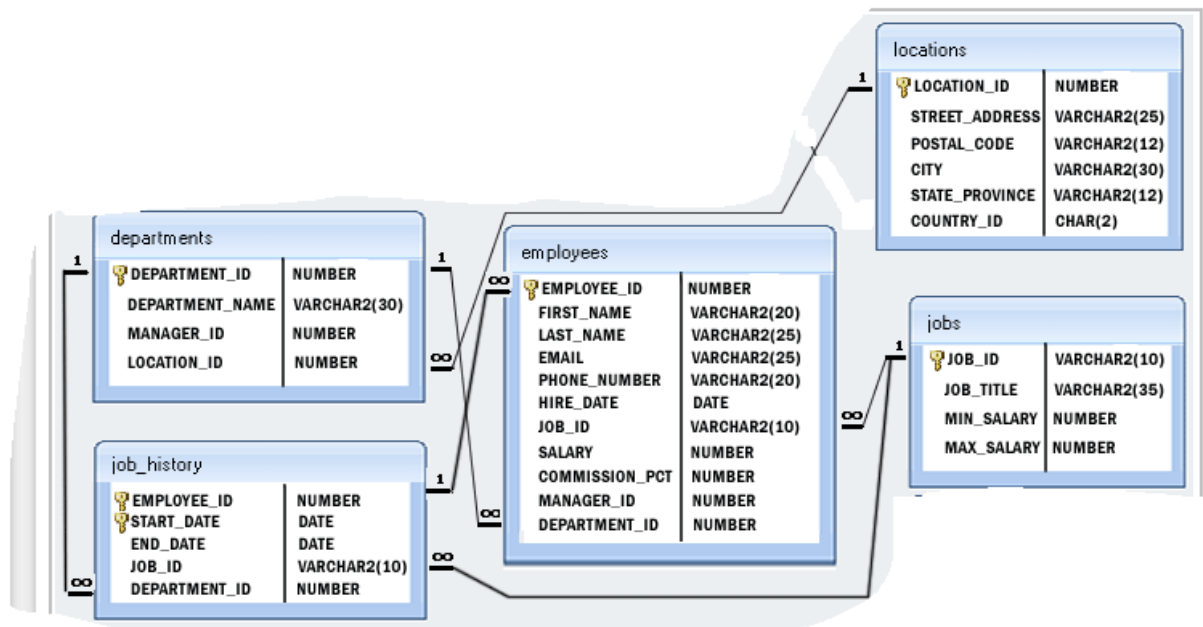 locations
LOCATION_ID NUMBER
STREET_ADDRESS VARCHAR2(25)
POSTAL_CODE VARCHAR2(12)
CITY VARCHAR2(30)
STATE_PROVINCE VARCHAR2(12)
COUNTRY_ID CHAR(2)
1
departments
DEPARTMENT_ID NUMBER
DEPARTMENT_NAME VARCHAR2(30)
MANAGER_ID NUMBER
LOCATION_ID NUMBER
1
1
∞
employees
EMPLOYEE_ID NUMBER
FIRST_NAME VARCHAR2(20)
LAST_NAME VARCHAR2(25)
EMAIL VARCHAR2(25)
PHONE_NUMBER VARCHAR2(20)
HIRE_DATE DATE
JOB_ID VARCHAR2(10)
SALARY NUMBER
COMMISSION_PCT NUMBER
MANAGER_ID NUMBER
DEPARTMENT_ID NUMBER
∞
∞
∞
jobs
JOB_ID VARCHAR2(10)
JOB_TITLE VARCHAR2(35)
MIN_SALARY NUMBER
MAX_SALARY NUMBER
1
job_history
EMPLOYEE_ID NUMBER
START_DATE DATE
END_DATE DATE
JOB_ID VARCHAR2(10)
DEPARTMENT_ID NUMBER
1
∞
∞